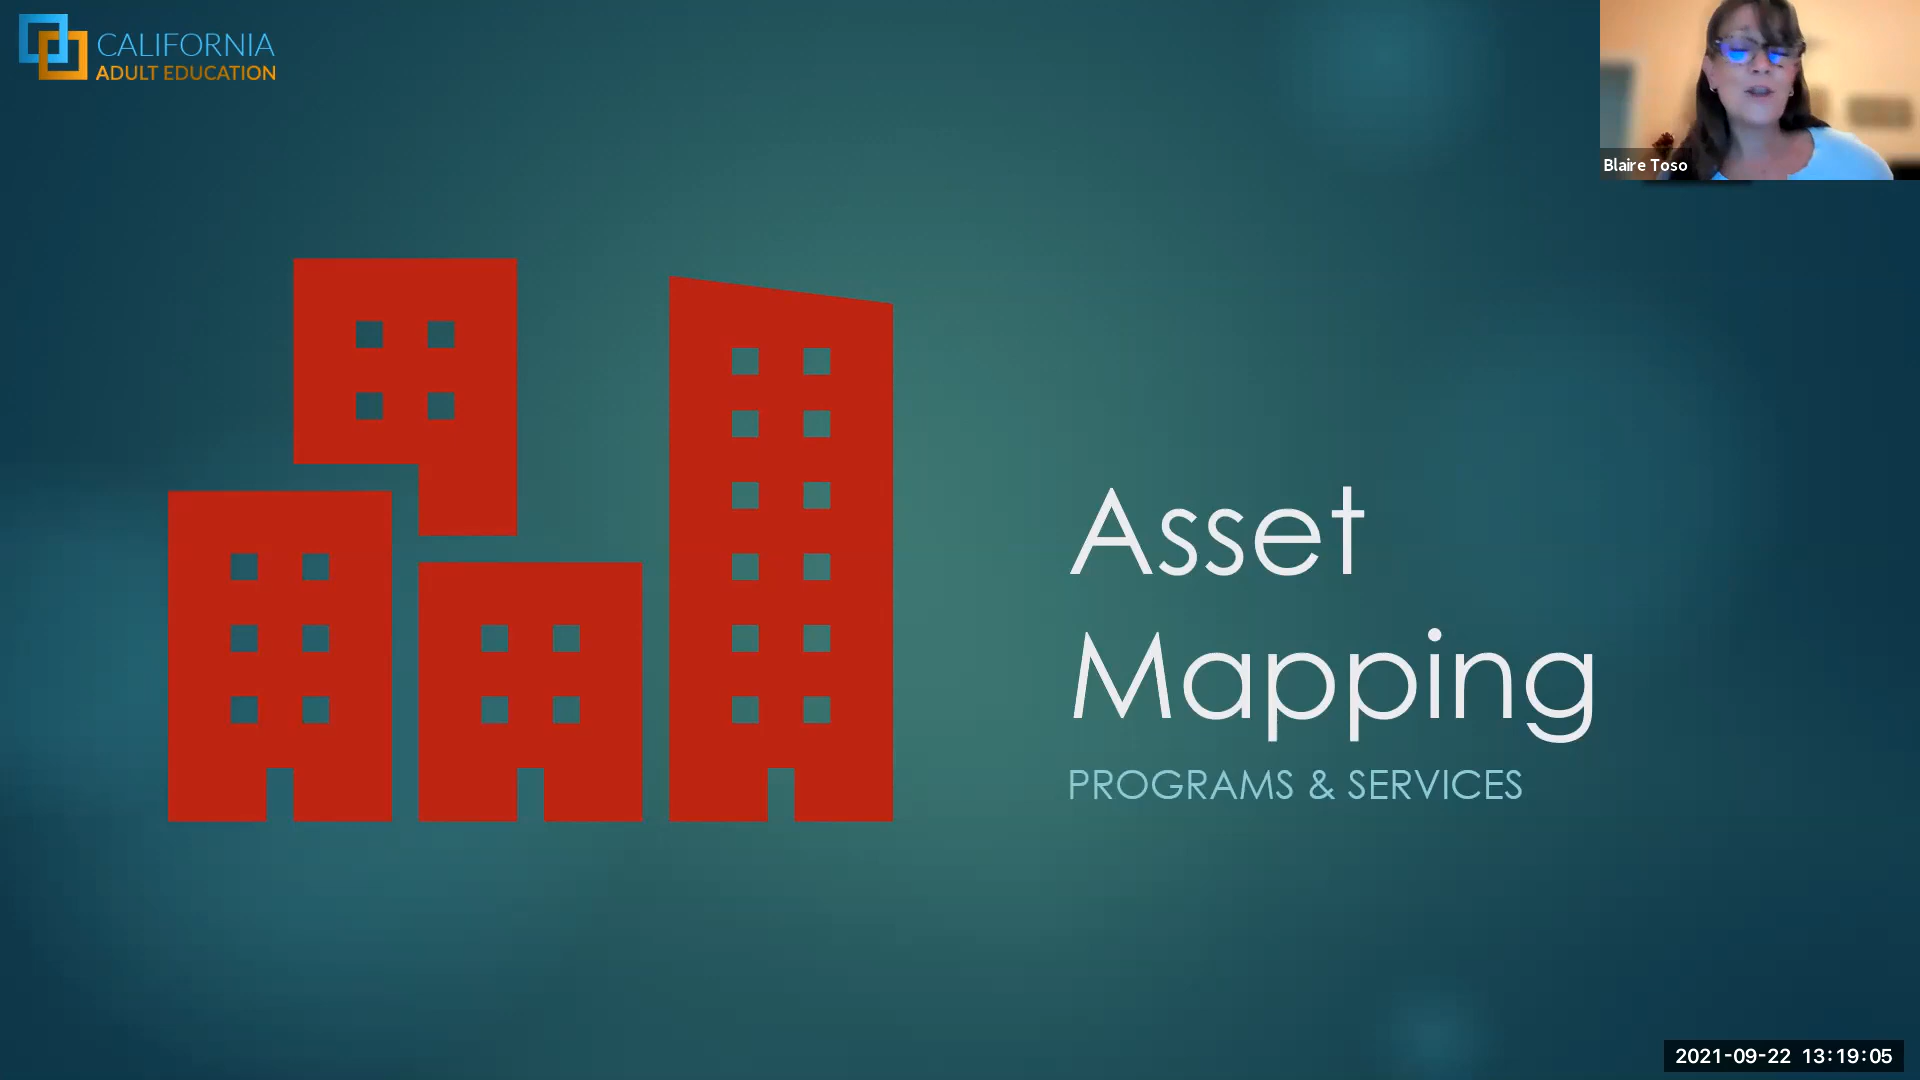 CALIFORNIA
ADULT EDUCATION
Blaire Toso
Asset
Mapping
PROGRAMS & SERVICES
2021-09-22 13:19:05